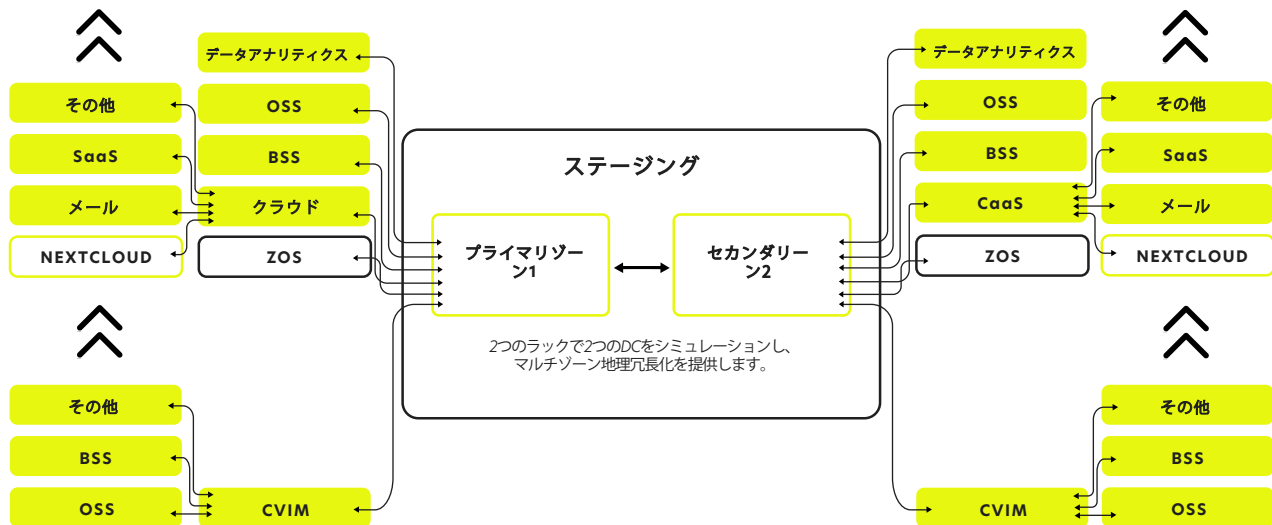 データアナリティクス
その他
OSS
SaaS
BSS
メール
クラウド
NEXTCLOUD
ZOS
ステージング
プライマリゾー
ン1
セカンダリー
ン2
2つのラックで2つのDCをシミュレーションし、
マルチゾーン地理冗長化を提供します。
データアナリティクス
OSS
その他
BSS
SaaS
CaaS
メール
ZOS
NEXTCLOUD
その他
BSS
OSS
CVIM
その他
BSS
CVIM
OSS